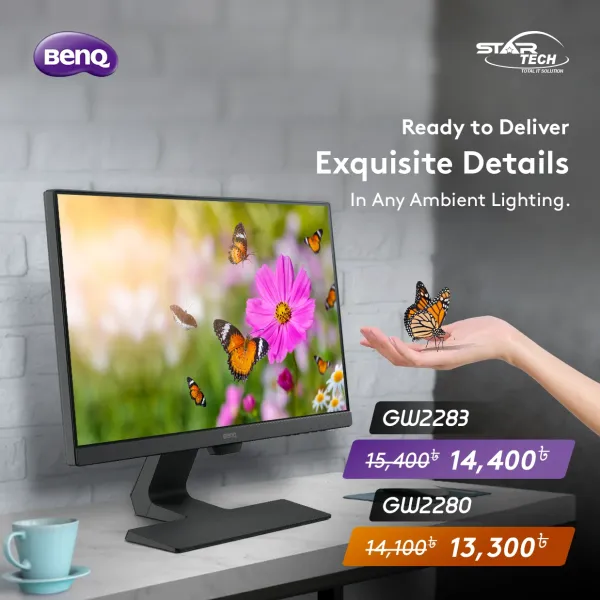 BenQ
STAR
TECH
TOTAL IT SOLUTION
Ready to Deliver
Exquisite Details
In Any Ambient Lighting.
BenQ
GW2283
15,400৳ 14,400৳
GW2280
14,100৳ 13,300৳